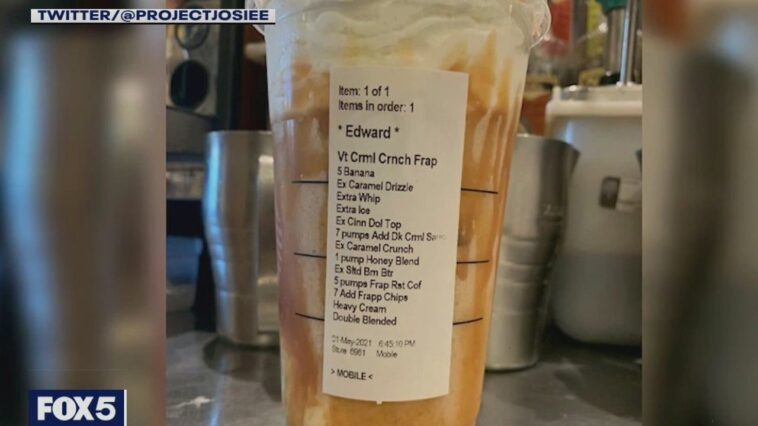 TWITTER/@PROJECTJOSIEE
Item: 1 of 1
Items in order: 1
* Edward *
Vt Crml Crnch Frap
5 Banana
Ex Caramel Drizzle
Extra Whip
Extra Ice
Ex Cinn Dol Top
7 pumps Add Dk Crml
Ex Caramel Crunch
1 pump Honey Blend
Ex Sltd Brn Btr
5 pumps Frap Rst Cof
7 Add Frapp Chips
Heavy Cream
Double Blended
01-May-2021 6:45:10 PM
Store: 6961 Mobile
> MOBILE <
FOX 5